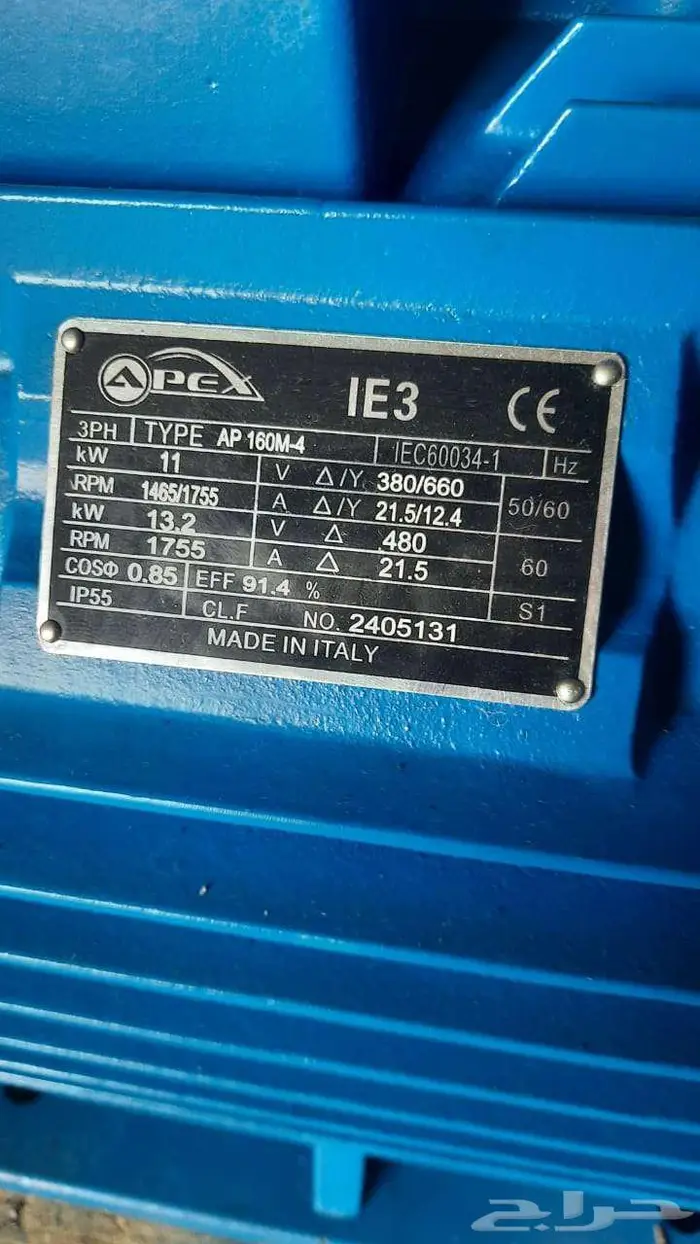 APEX IE3 CE
3PH TYPE AP 160M-4 IEC60034-1 Hz
kW 11 V Δ/Y 380/660 50/60
RPM 1465/1755 A Δ/Y 21.5/12.4
kW 13.2 V Δ 480 60
RPM 1755 A Δ 21.5
COSΦ 0.85 EFF 91.4 % S1
IP55 CL.F NO. 2405131
MADE IN ITALY
حراج